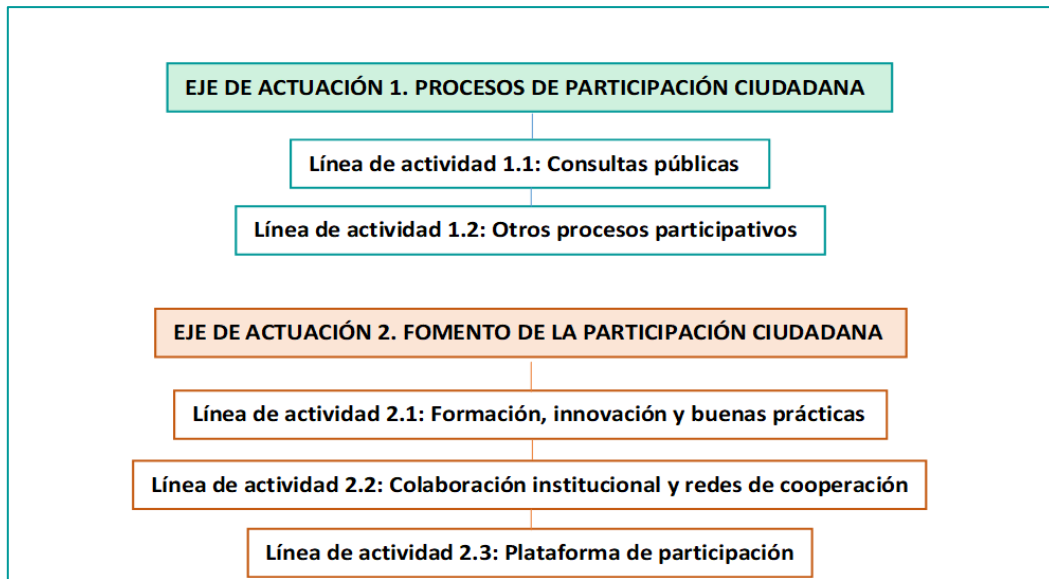 EJE DE ACTUACIÓN 1. PROCESOS DE PARTICIPACIÓN CIUDADANA
Línea de actividad 1.1: Consultas públicas
Línea de actividad 1.2: Otros procesos participativos
EJE DE ACTUACIÓN 2. FOMENTO DE LA PARTICIPACIÓN CIUDADANA
Línea de actividad 2.1: Formación, innovación y buenas prácticas
Línea de actividad 2.2: Colaboración institucional y redes de cooperación
Línea de actividad 2.3: Plataforma de participación